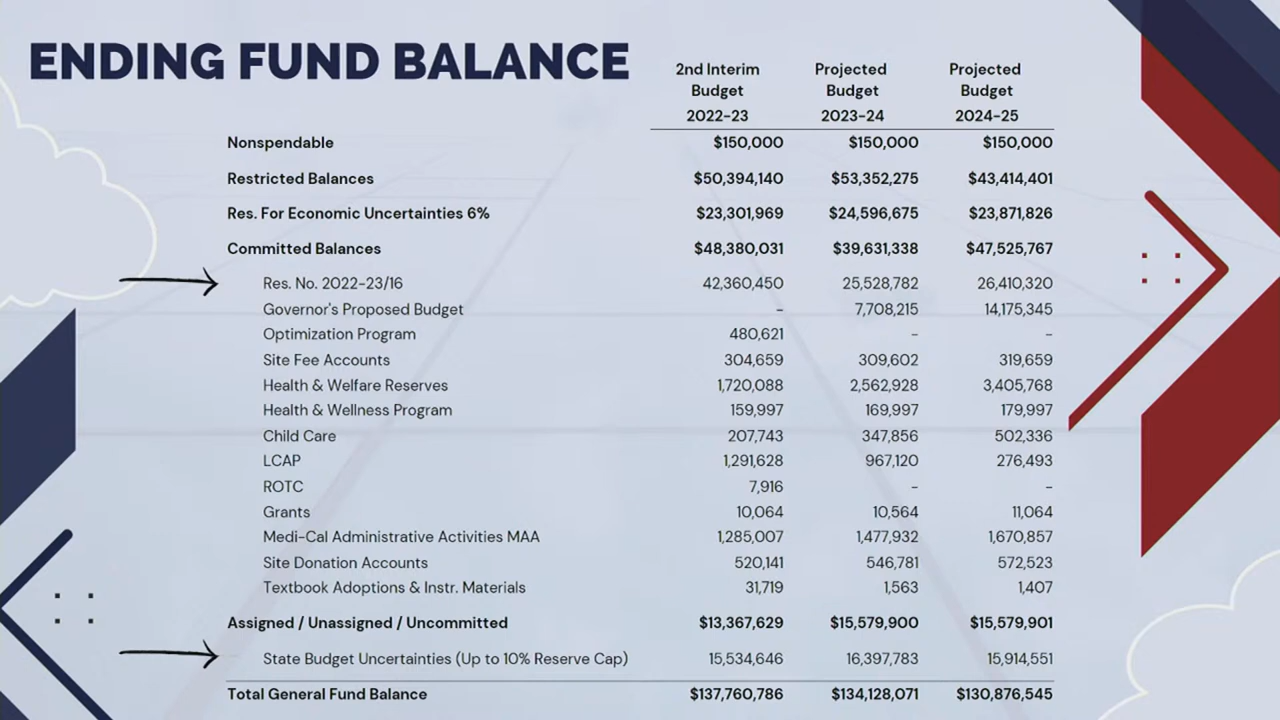 ENDING FUND BALANCE
2nd Interim Budget 2022-23 Projected Budget 2023-24 Projected Budget 2024-25
Nonspendable $150,000 $150,000 $150,000
Restricted Balances $50,394,140 $53,352,275 $43,414,401
Res. For Economic Uncertainties 6% $23,301,969 $24,596,675 $23,871,826
Committed Balances $48,380,031 $39,631,338 $47,525,767
Res. No. 2022-23/16 42,360,450 25,528,782 26,410,320
Governor's Proposed Budget - 7,708,215 14,175,345
Optimization Program 480,621 - -
Site Fee Accounts 304,659 309,602 319,659
Health & Welfare Reserves 1,720,088 2,562,928 3,405,768
Health & Wellness Program 159,997 169,997 179,997
Child Care 207,743 347,856 502,336
LCAP 1,291,628 967,120 276,493
ROTC 7,916 - -
Grants 10,064 10,564 11,064
Medi-Cal Administrative Activities MAA 1,285,007 1,477,932 1,670,857
Site Donation Accounts 520,141 546,781 572,523
Textbook Adoptions & Instr. Materials 31,719 1,563 1,407
Assigned / Unassigned / Uncommitted $13,367,629 $15,579,900 $15,579,901
State Budget Uncertainties (Up to 10% Reserve Cap) 15,534,646 16,397,783 15,914,551
Total General Fund Balance $137,760,786 $134,128,071 $130,876,545